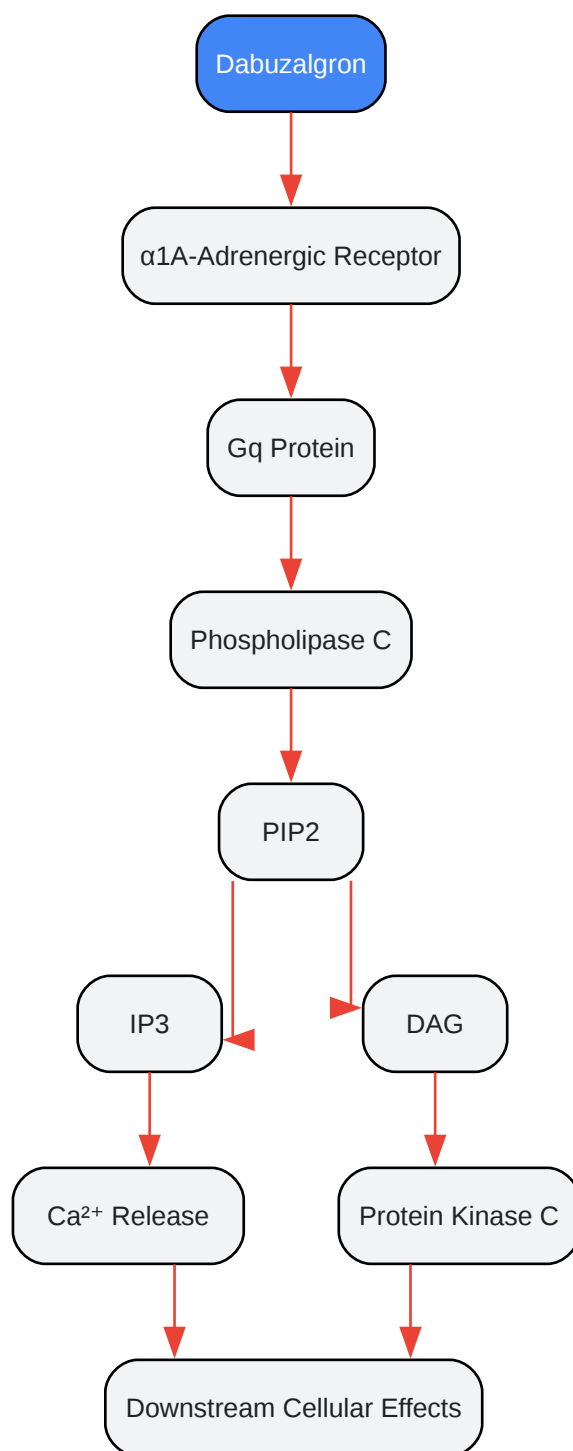 Dabuzalgron
α1A-Adrenergic Receptor
Gq Protein
Phospholipase C
PIP2
IP3
DAG
Ca²⁺ Release
Protein Kinase C
Downstream Cellular Effects